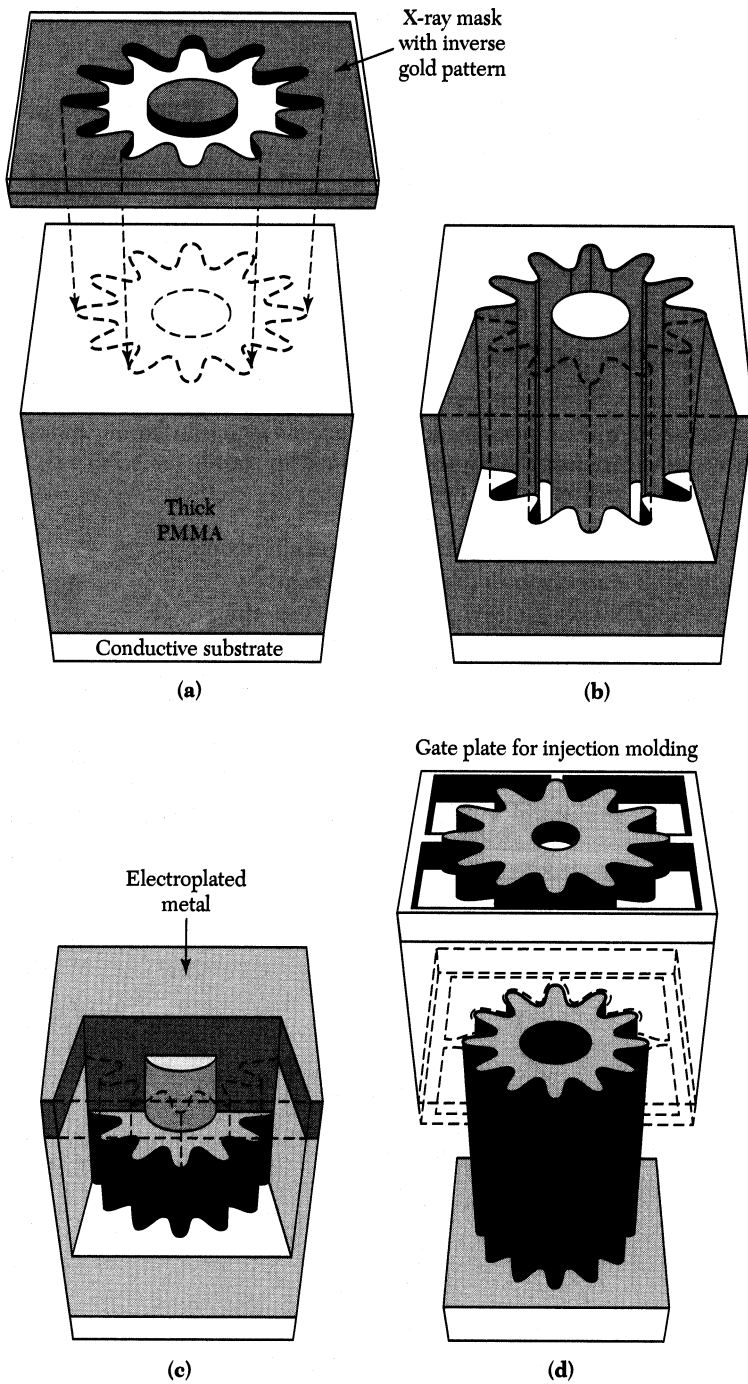 X-ray mask
with inverse
gold pattern
Thick
PMMA
Conductive substrate
(a)
(b)
Gate plate for injection molding
Electroplated
metal
(c)
(d)